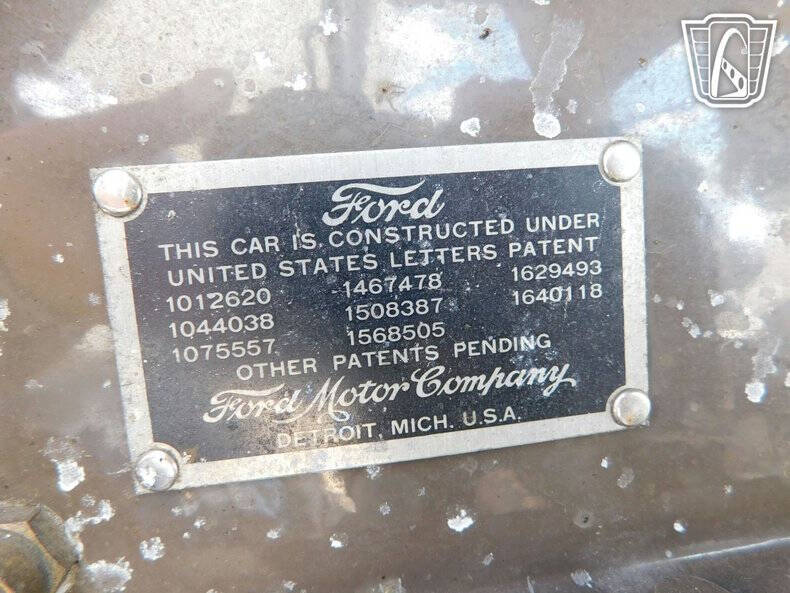 Ford
THIS CAR IS CONSTRUCTED UNDER
UNITED STATES LETTERS PATENT
1012620 1467478 1629493
1044038 1508387 1640118
1075557 1568505
OTHER PATENTS PENDING
Ford Motor Company
DETROIT, MICH. U.S.A.